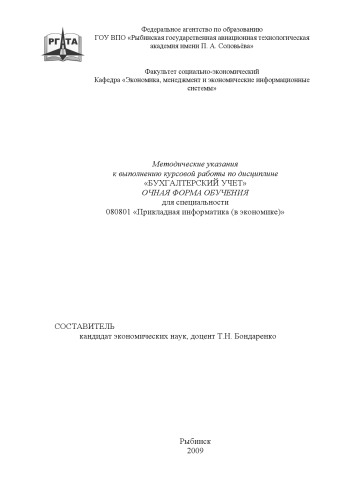 РГАТА
Федеральное агентство по образованию
ГОУ ВПО «Рыбинская государственная авиационная технологическая
академия имени П. А. Соловьёва»
Факультет социально-экономический
Кафедра «Экономика, менеджмент и экономические информационные
системы»
Методические указания
к выполнению курсовой работы по дисциплине
«БУХГАЛТЕРСКИЙ УЧЕТ»
ОЧНАЯ ФОРМА ОБУЧЕНИЯ
для специальности
080801 «Прикладная информатика (в экономике)»
СОСТАВИТЕЛЬ
кандидат экономических наук, доцент Т.Н. Бондаренко
Рыбинск
2009